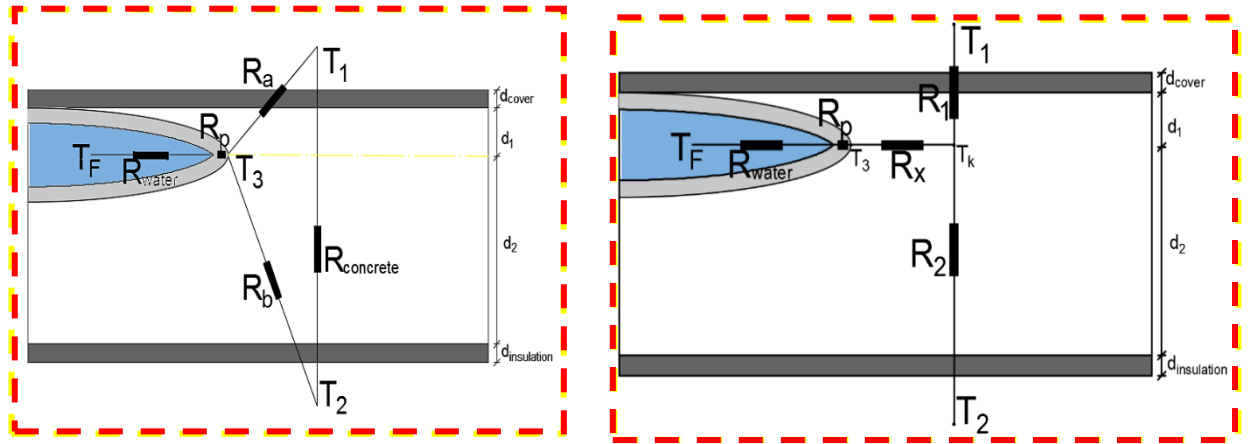 T1
Ra
dcover
Rp
d1
TF
Rwater
T3
d2
Rconcrete
Rb
dinsulation
T2
T1
dcover
R1
Rp
d1
TF
Rwater
T3
Rx
Tk
R2
d2
dinsulation
T2